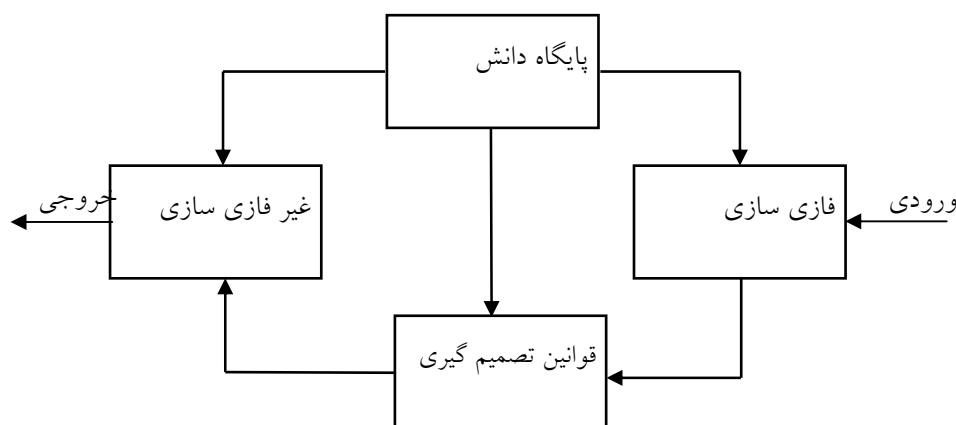 پایگاه دانش
ورودی
فازی سازی
غیر فازی سازی
خروجی
قوانین تصمیم گیری